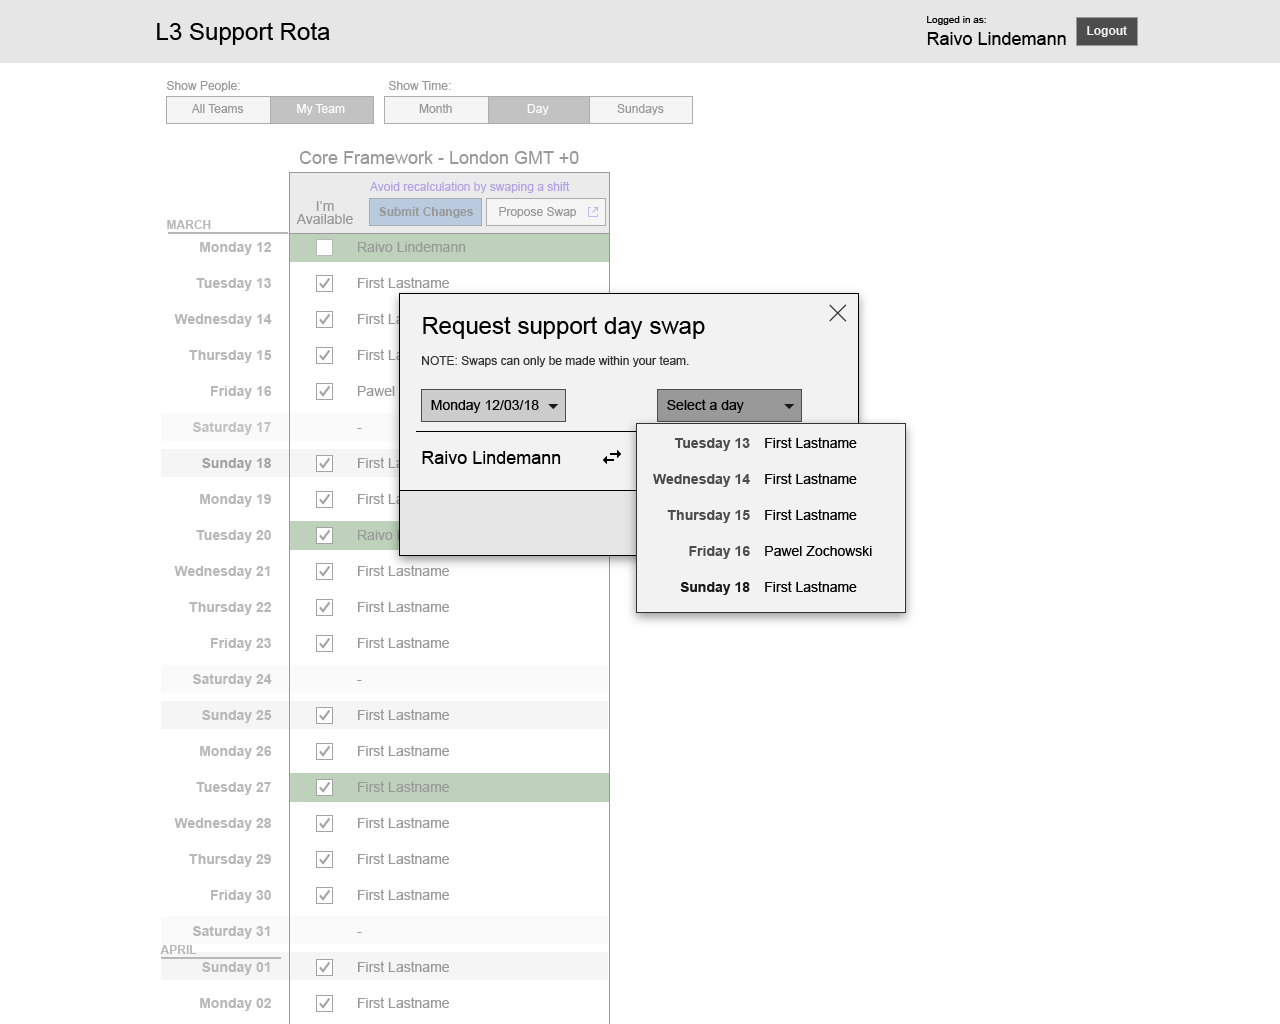 L3 Support Rota
Logged in as:
Raivo Lindemann
Logout
Show People:
Show Time:
All Teams
My Team
Month
Day
Sundays
Core Framework - London GMT +0
I'm
Available
Avoid recalculation by swaping a shift
Submit Changes
Propose Swap
MARCH
Monday 12 Raivo Lindemann
Tuesday 13 First Lastname
Wednesday 14 First La
Thursday 15 First La
Friday 16 Pawel
Saturday 17 -
Sunday 18 First La
Monday 19 First La
Tuesday 20 Raivo
Wednesday 21 First Lastname
Thursday 22 First Lastname
Friday 23 First Lastname
Saturday 24 -
Sunday 25 First Lastname
Monday 26 First Lastname
Tuesday 27 First Lastname
Wednesday 28 First Lastname
Thursday 29 First Lastname
Friday 30 First Lastname
Saturday 31 -
APRIL
Sunday 01 First Lastname
Monday 02 First Lastname
Request support day swap
NOTE: Swaps can only be made within your team.
Monday 12/03/18
Select a day
Raivo Lindemann
Tuesday 13 First Lastname
Wednesday 14 First Lastname
Thursday 15 First Lastname
Friday 16 Pawel Zochowski
Sunday 18 First Lastname